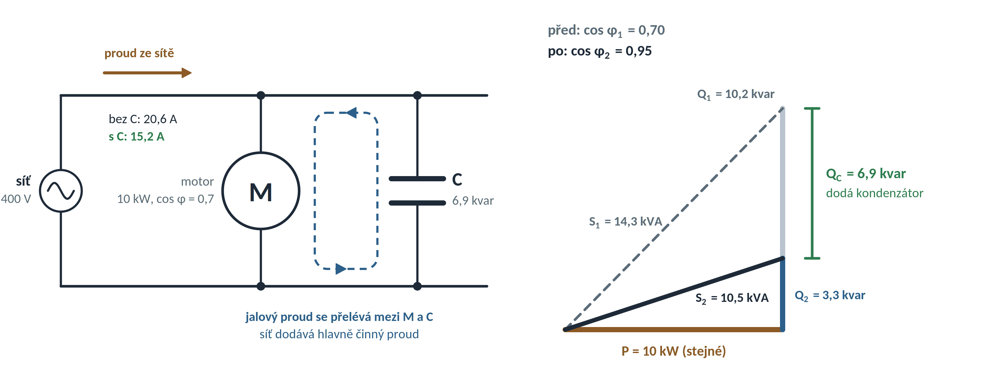 proud ze sítě
bez C: 20,6 A
s C: 15,2 A
síť
400 V
motor
10 kW, cos φ = 0,7
M
C
6,9 kvar
jalový proud se přelévá mezi M a C
síť dodává hlavně činný proud
před: cos φ₁ = 0,70
po: cos φ₂ = 0,95
Q₁ = 10,2 kvar
S₁ = 14,3 kVA
Q_C = 6,9 kvar
dodá kondenzátor
S₂ = 10,5 kVA
Q₂ = 3,3 kvar
P = 10 kW (stejné)